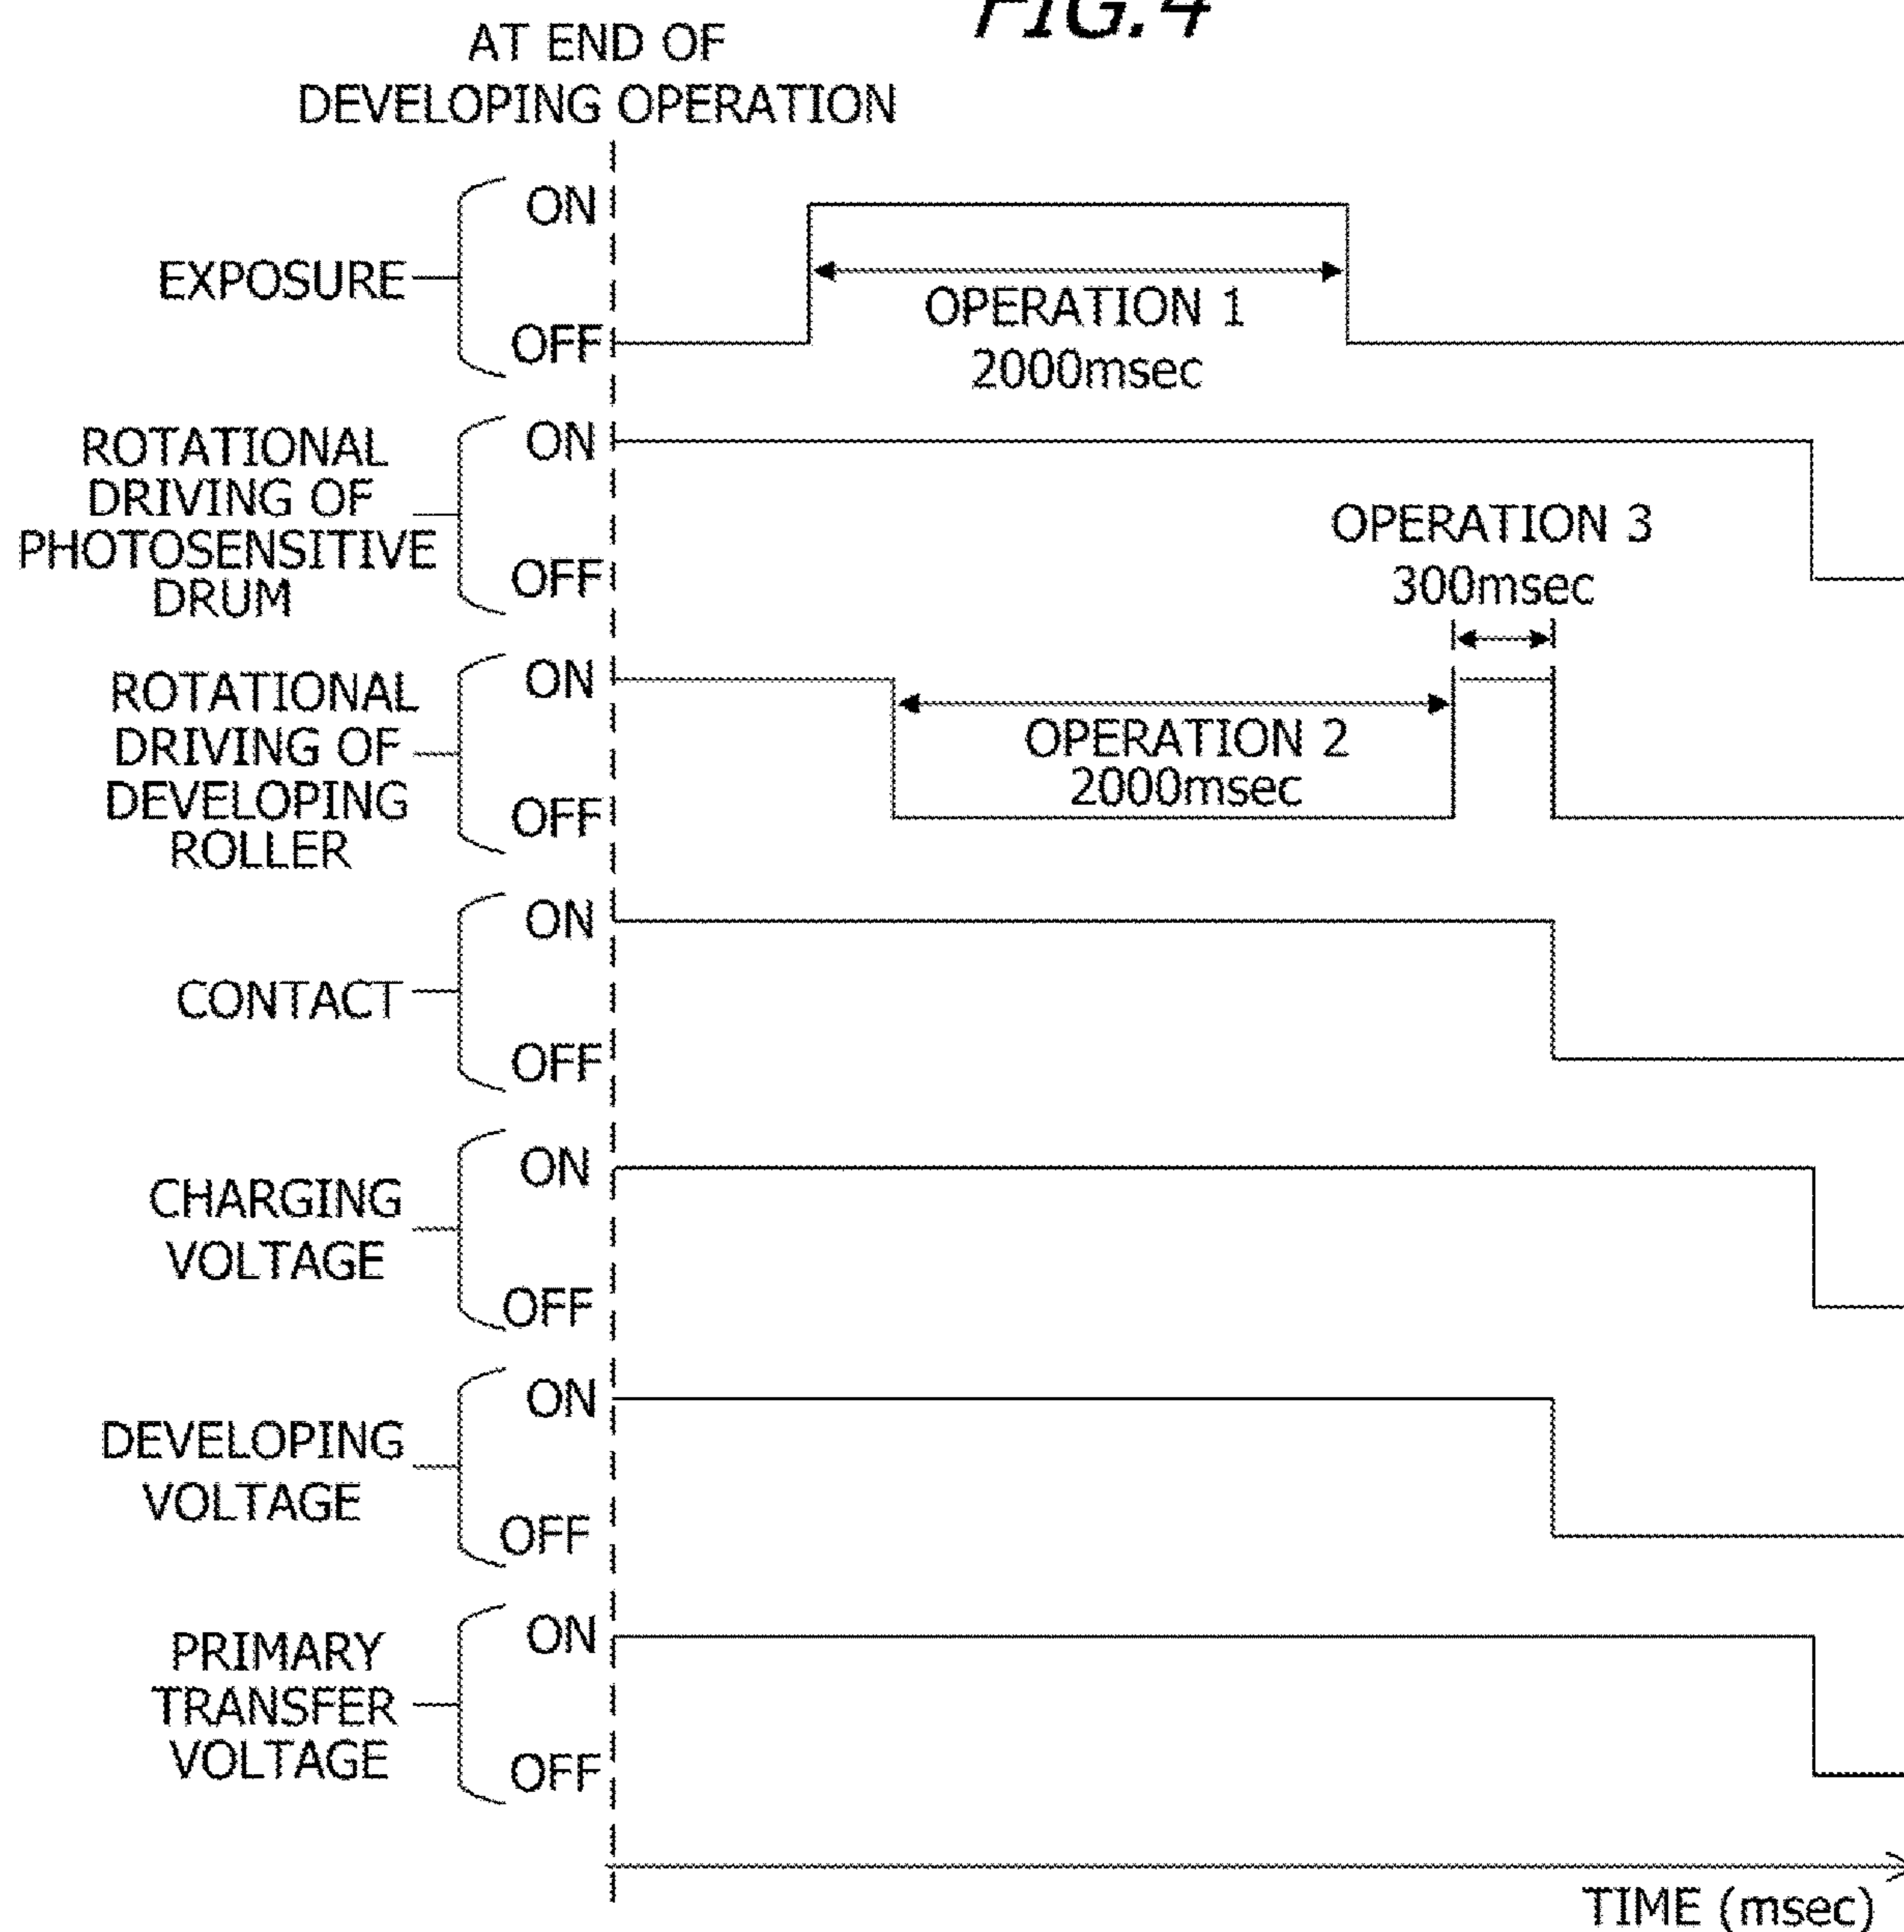 FIG.4
AT END OF
DEVELOPING OPERATION
EXPOSURE
ON
OFF
OPERATION 1
2000msec
ROTATIONAL
DRIVING OF
PHOTOSENSITIVE
DRUM
ON
OFF
OPERATION 3
300msec
ROTATIONAL
DRIVING OF
DEVELOPING
ROLLER
ON
OFF
OPERATION 2
2000msec
CONTACT
ON
OFF
CHARGING
VOLTAGE
ON
OFF
DEVELOPING
VOLTAGE
ON
OFF
PRIMARY
TRANSFER
VOLTAGE
ON
OFF
TIME (msec)